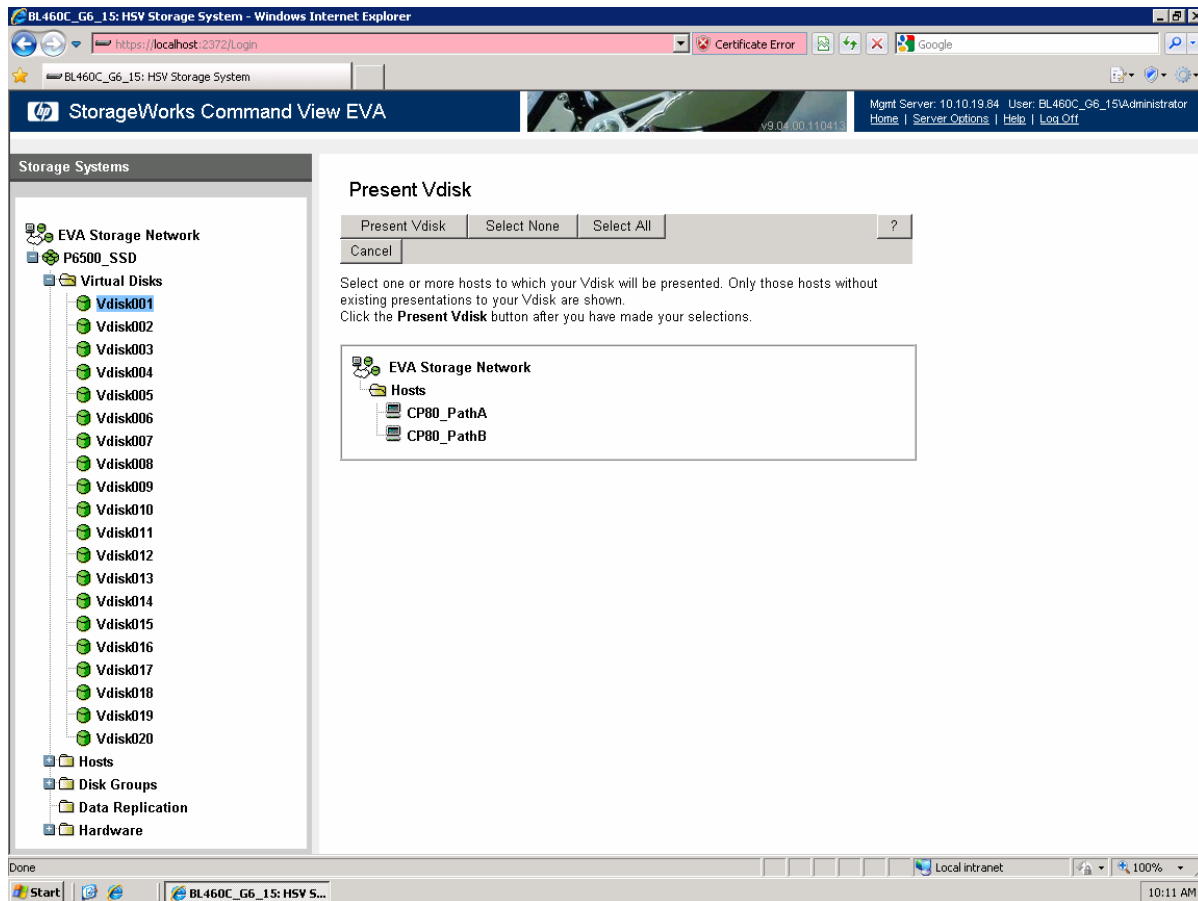 BL460C_G6_15: HSV Storage System - Windows Internet Explorer
https://localhost:2372/Login
Certificate Error
Google
BL460C_G6_15: HSV Storage System
hp StorageWorks Command View EVA
v9.04.00.110413
Mgmt Server: 10.10.19.84 User: BL460C_G6_15\Administrator
Home | Server Options | Help | Log Off
Storage Systems
EVA Storage Network
P6500_SSD
Virtual Disks
Vdisk001
Vdisk002
Vdisk003
Vdisk004
Vdisk005
Vdisk006
Vdisk007
Vdisk008
Vdisk009
Vdisk010
Vdisk011
Vdisk012
Vdisk013
Vdisk014
Vdisk015
Vdisk016
Vdisk017
Vdisk018
Vdisk019
Vdisk020
Hosts
Disk Groups
Data Replication
Hardware
Present Vdisk
Present Vdisk Select None Select All ?
Cancel
Select one or more hosts to which your Vdisk will be presented. Only those hosts without
existing presentations to your Vdisk are shown.
Click the Present Vdisk button after you have made your selections.
EVA Storage Network
Hosts
CP80_PathA
CP80_PathB
Done
Local intranet
100%
Start
BL460C_G6_15: HSV S...
10:11 AM